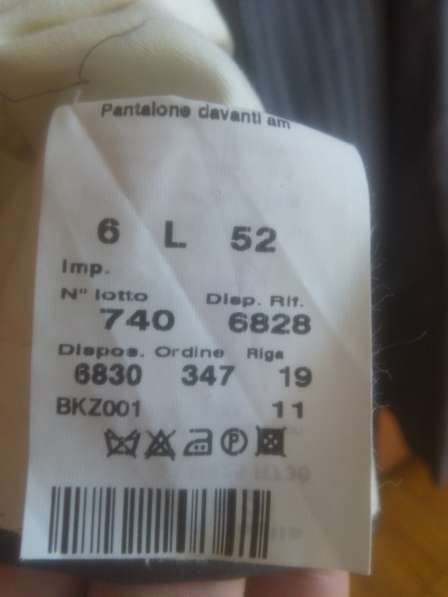 Pantalone davanti am
6 L 52
Imp.
N° lotto Disp. Rif.
740 6828
Dispos. Ordine Riga
6830 347 19
BKZ001 11
P